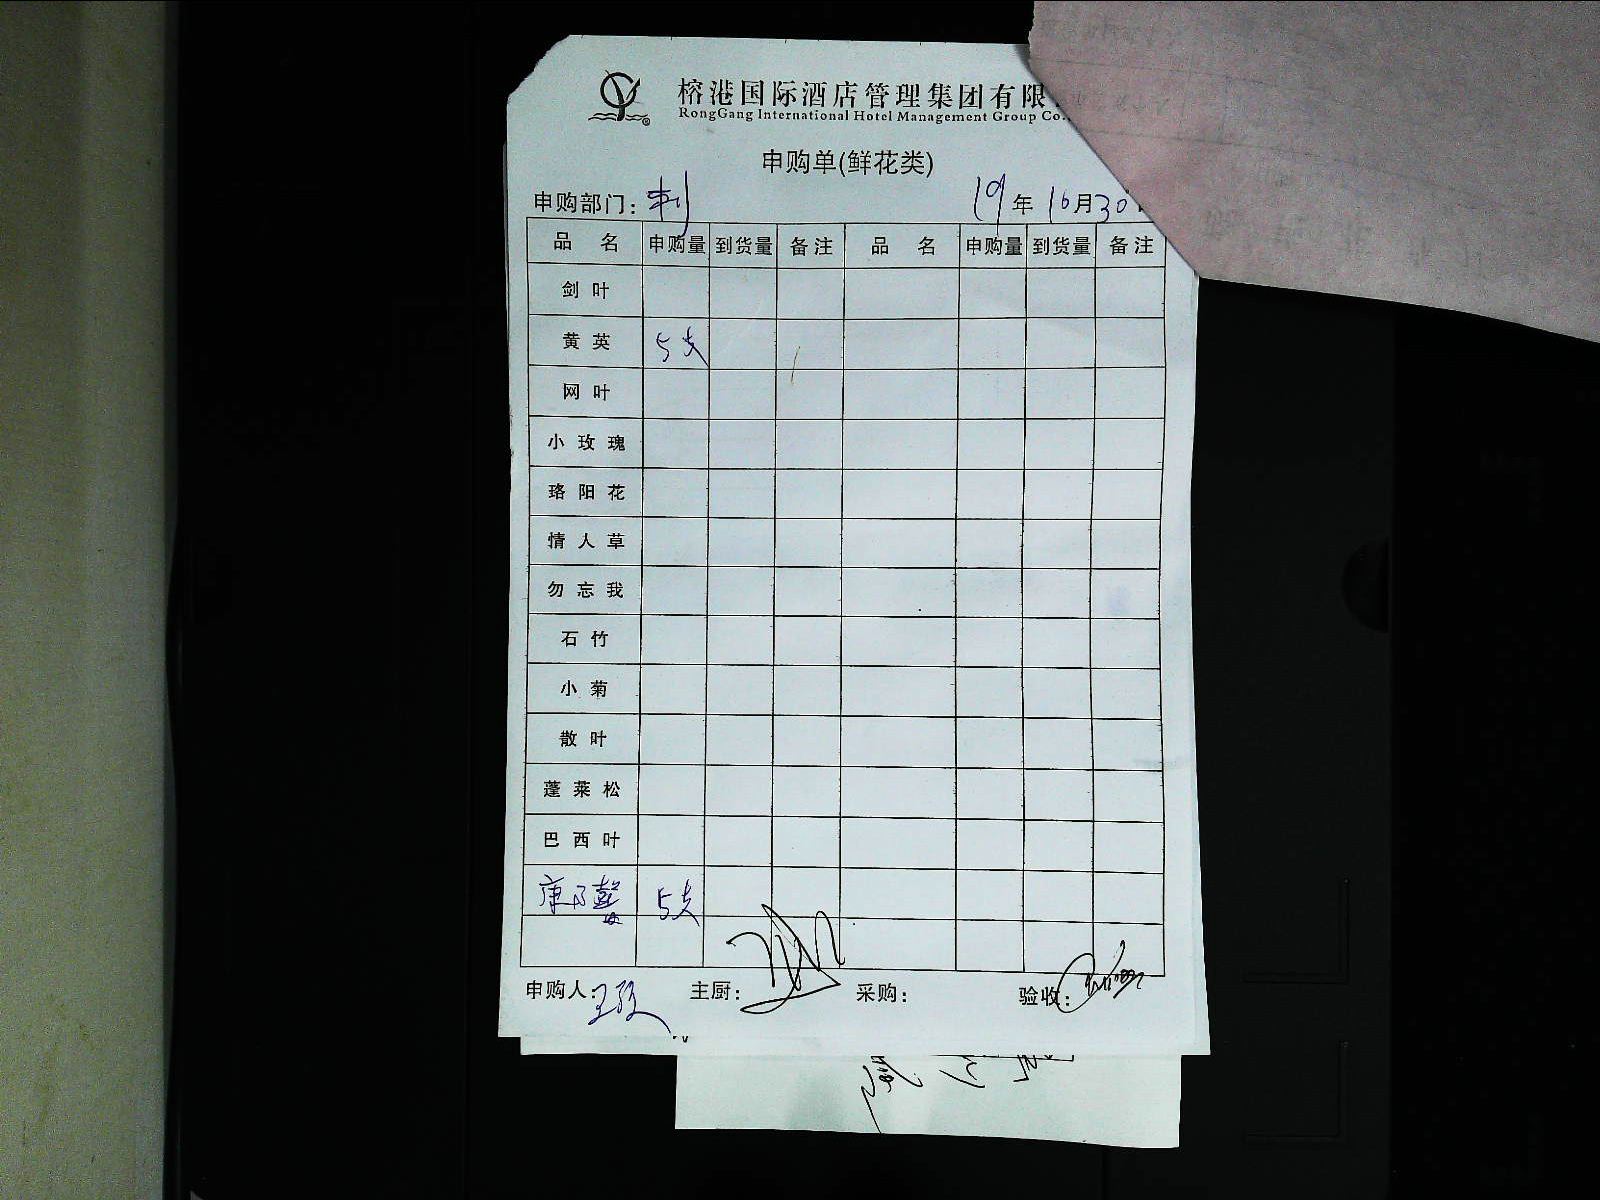 榕港国际酒店管理集团有限
RongGang International Hotel Management Group Co.
申购单(鲜花类)
申购部门: 19年10月30
品名 申购量 到货量 备注 品名 申购量 到货量 备注
剑叶
黄英 5支
网叶
小玫瑰
珞阳花
情人草
勿忘我
石竹
小菊
散叶
蓬莱松
巴西叶
康乃馨 5支
申购人: 主厨: 采购: 验收: